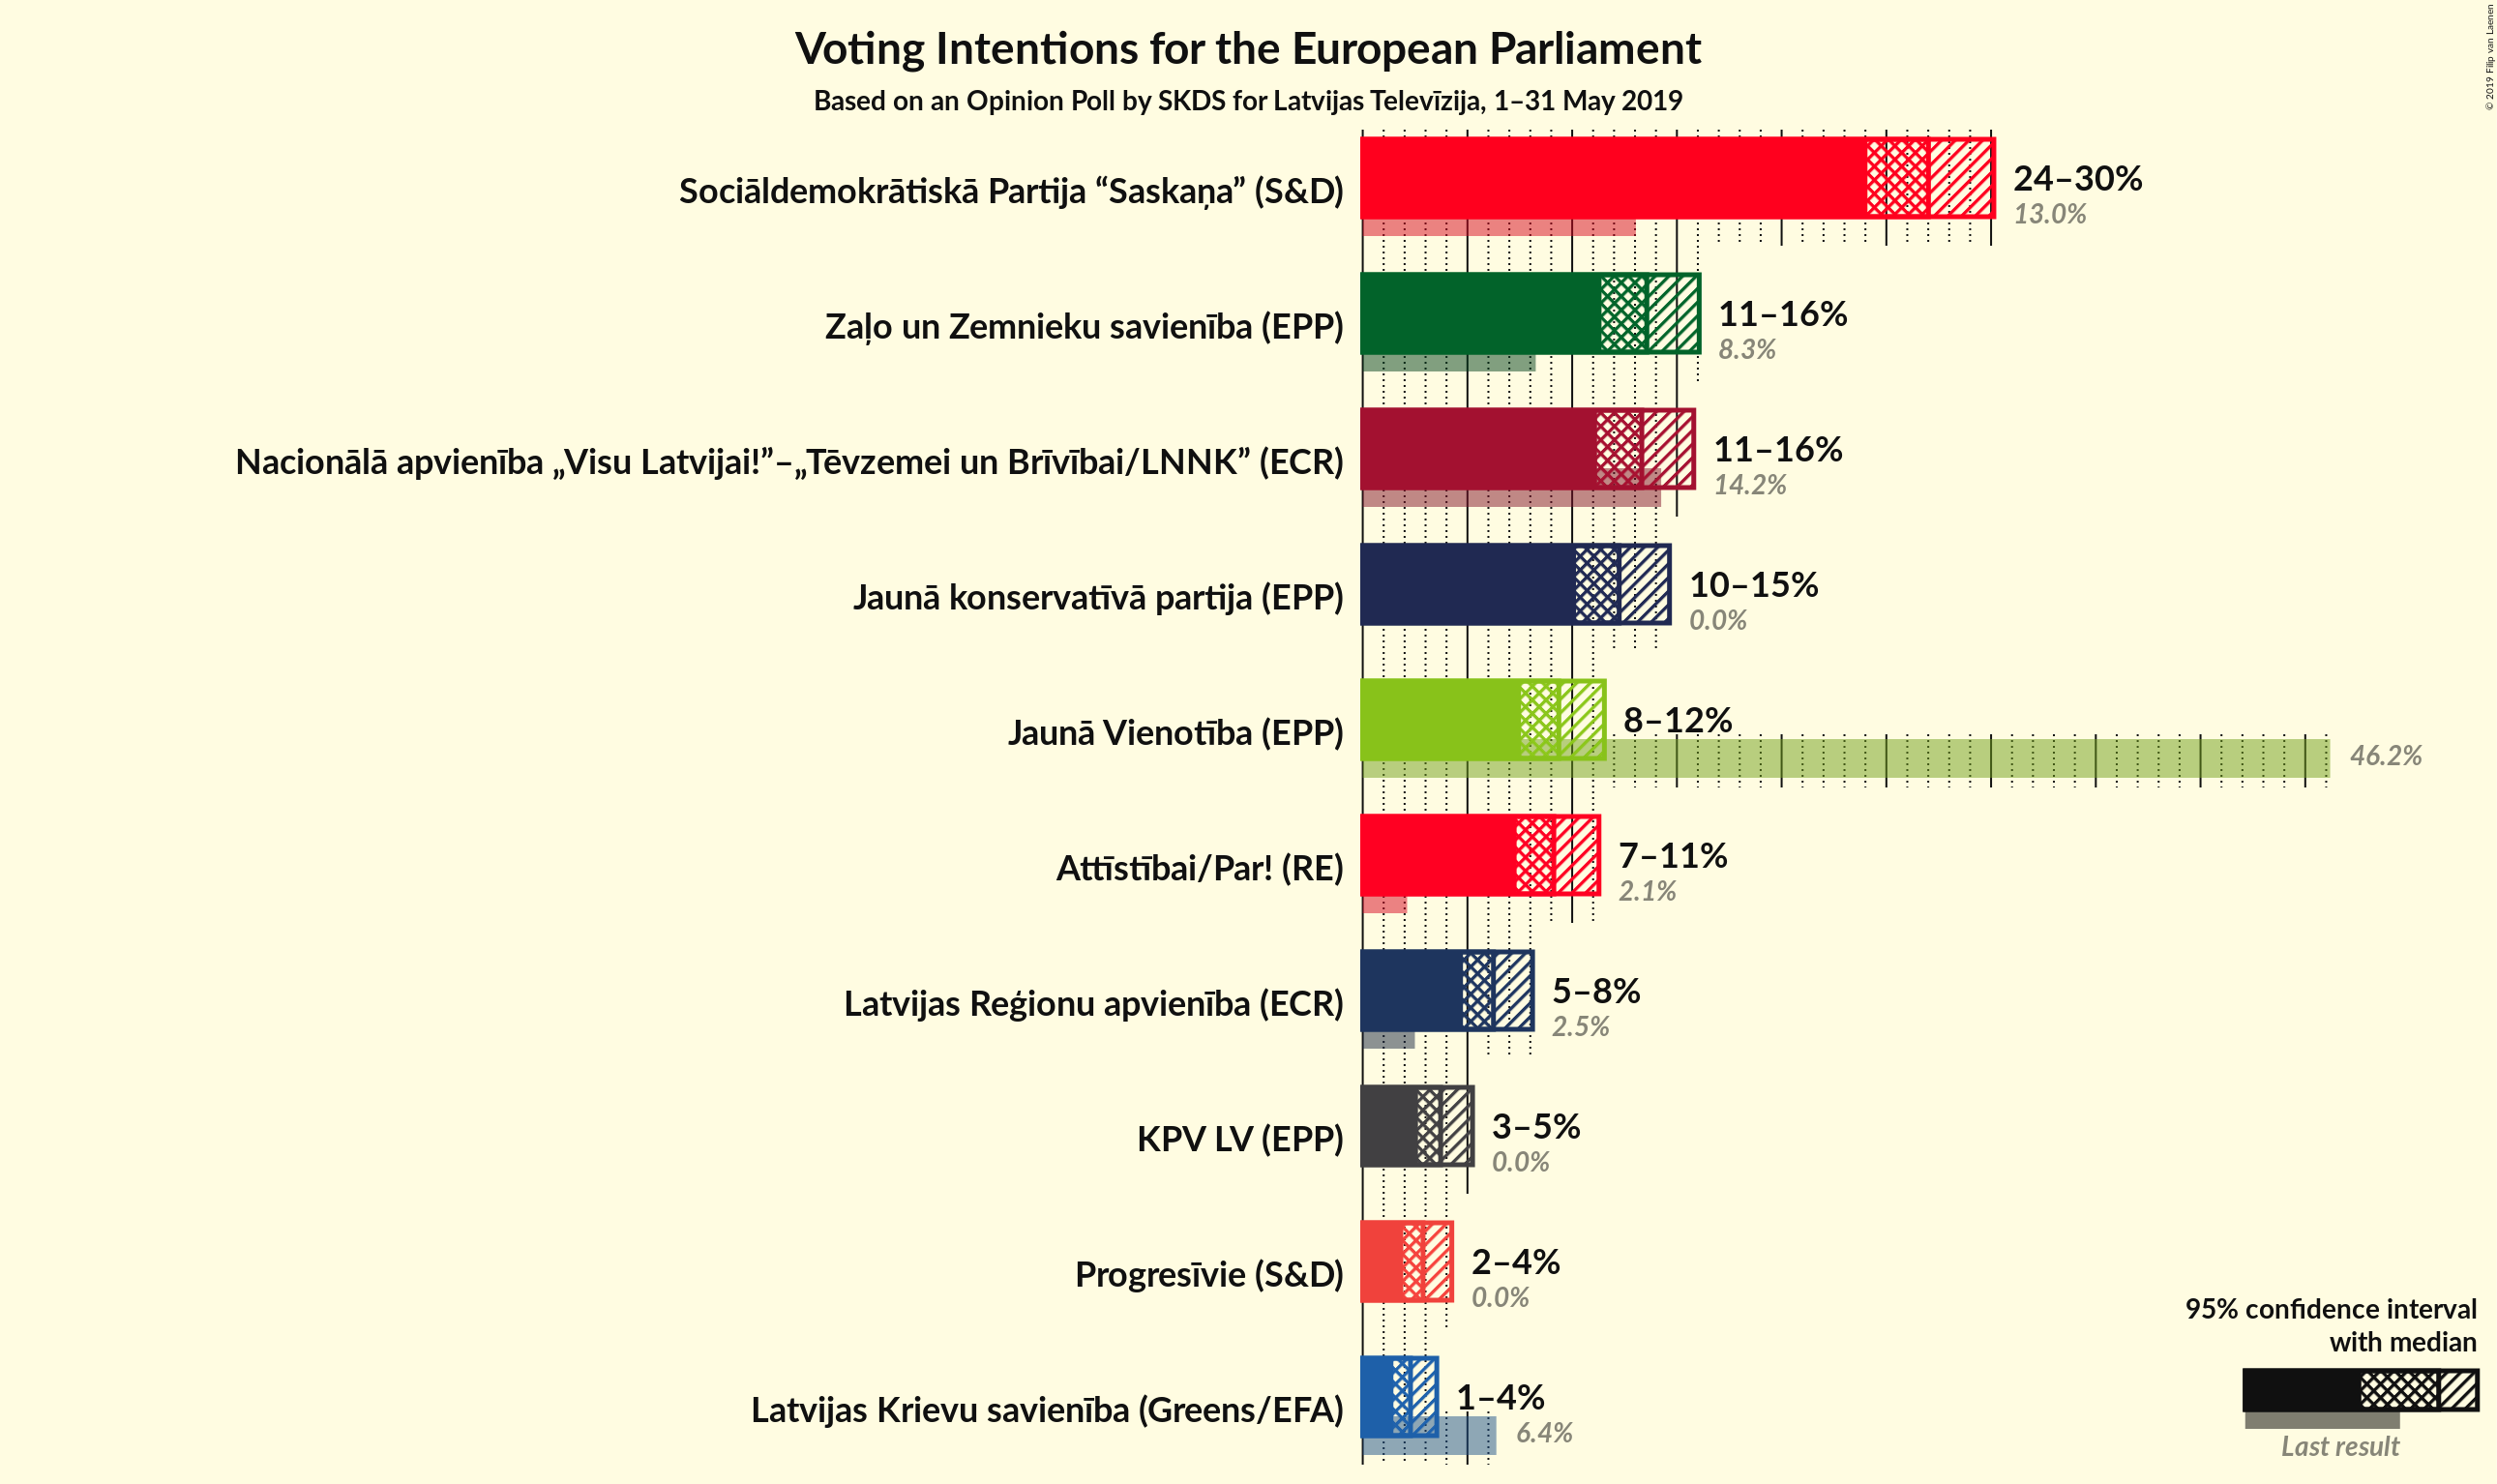 Voting Intentions for the European Parliament
Based on an Opinion Poll by SKDS for Latvijas Televīzija, 1–31 May 2019
© 2019 Filip van Laenen
Sociāldemokrātiskā Partija “Saskaņa” (S&D)
24–30%
13.0%
Zaļo un Zemnieku savienība (EPP)
11–16%
8.3%
Nacionālā apvienība „Visu Latvijai!”–„Tēvzemei un Brīvībai/LNNK” (ECR)
11–16%
14.2%
Jaunā konservatīvā partija (EPP)
10–15%
0.0%
Jaunā Vienotība (EPP)
8–12%
46.2%
Attīstībai/Par! (RE)
7–11%
2.1%
Latvijas Reģionu apvienība (ECR)
5–8%
2.5%
KPV LV (EPP)
3–5%
0.0%
Progresīvie (S&D)
2–4%
0.0%
Latvijas Krievu savienība (Greens/EFA)
1–4%
6.4%
95% confidence interval
with median
Last result